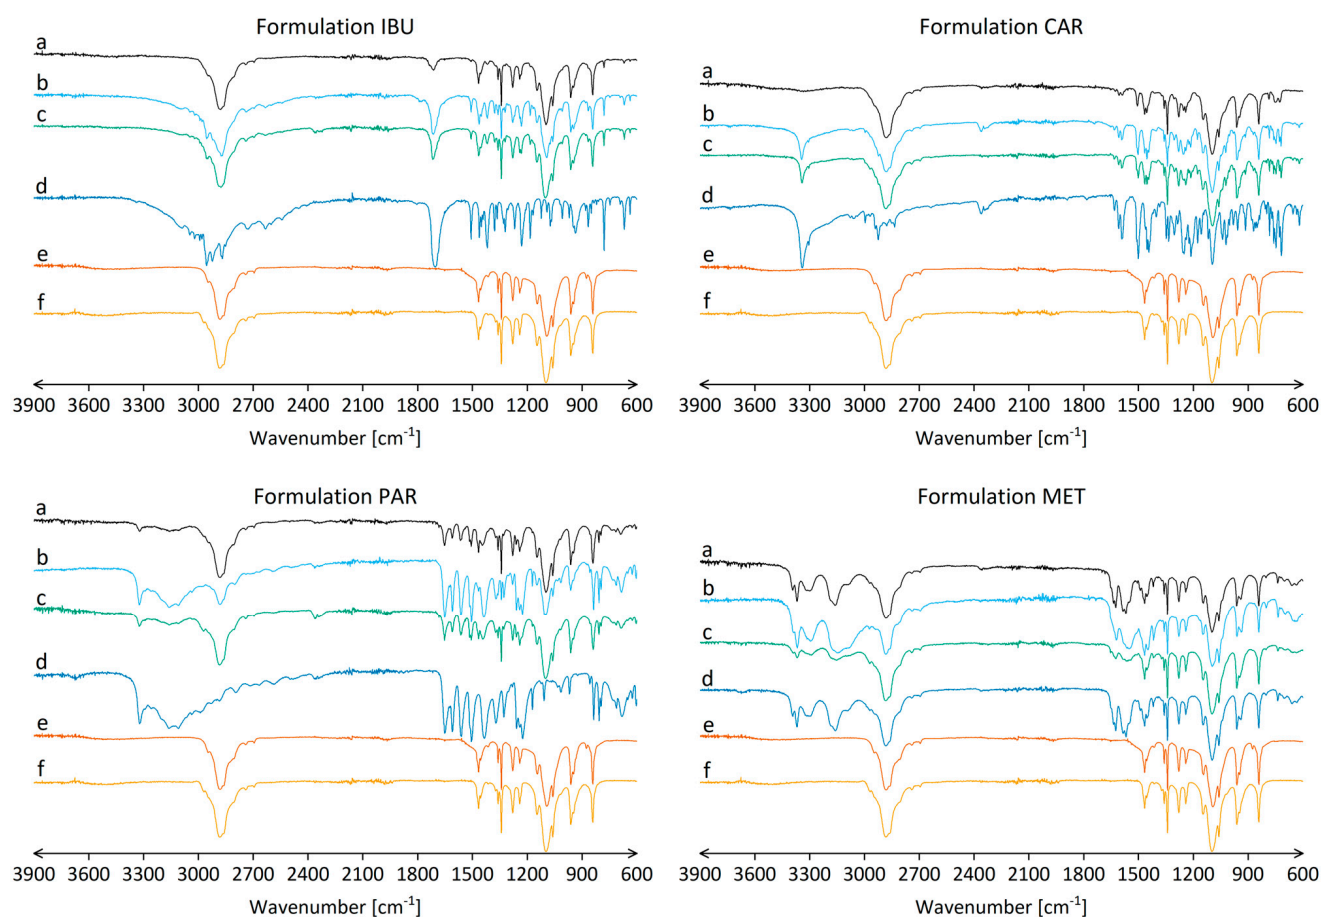 Formulation IBU
a
b
c
d
e
f
3900 3600 3300 3000 2700 2400 2100 1800 1500 1200 900 600
Wavenumber [cm⁻¹]
Formulation CAR
a
b
c
d
e
f
3900 3600 3300 3000 2700 2400 2100 1800 1500 1200 900 600
Wavenumber [cm⁻¹]
Formulation PAR
a
b
c
d
e
f
3900 3600 3300 3000 2700 2400 2100 1800 1500 1200 900 600
Wavenumber [cm⁻¹]
Formulation MET
a
b
c
d
e
f
3900 3600 3300 3000 2700 2400 2100 1800 1500 1200 900 600
Wavenumber [cm⁻¹]